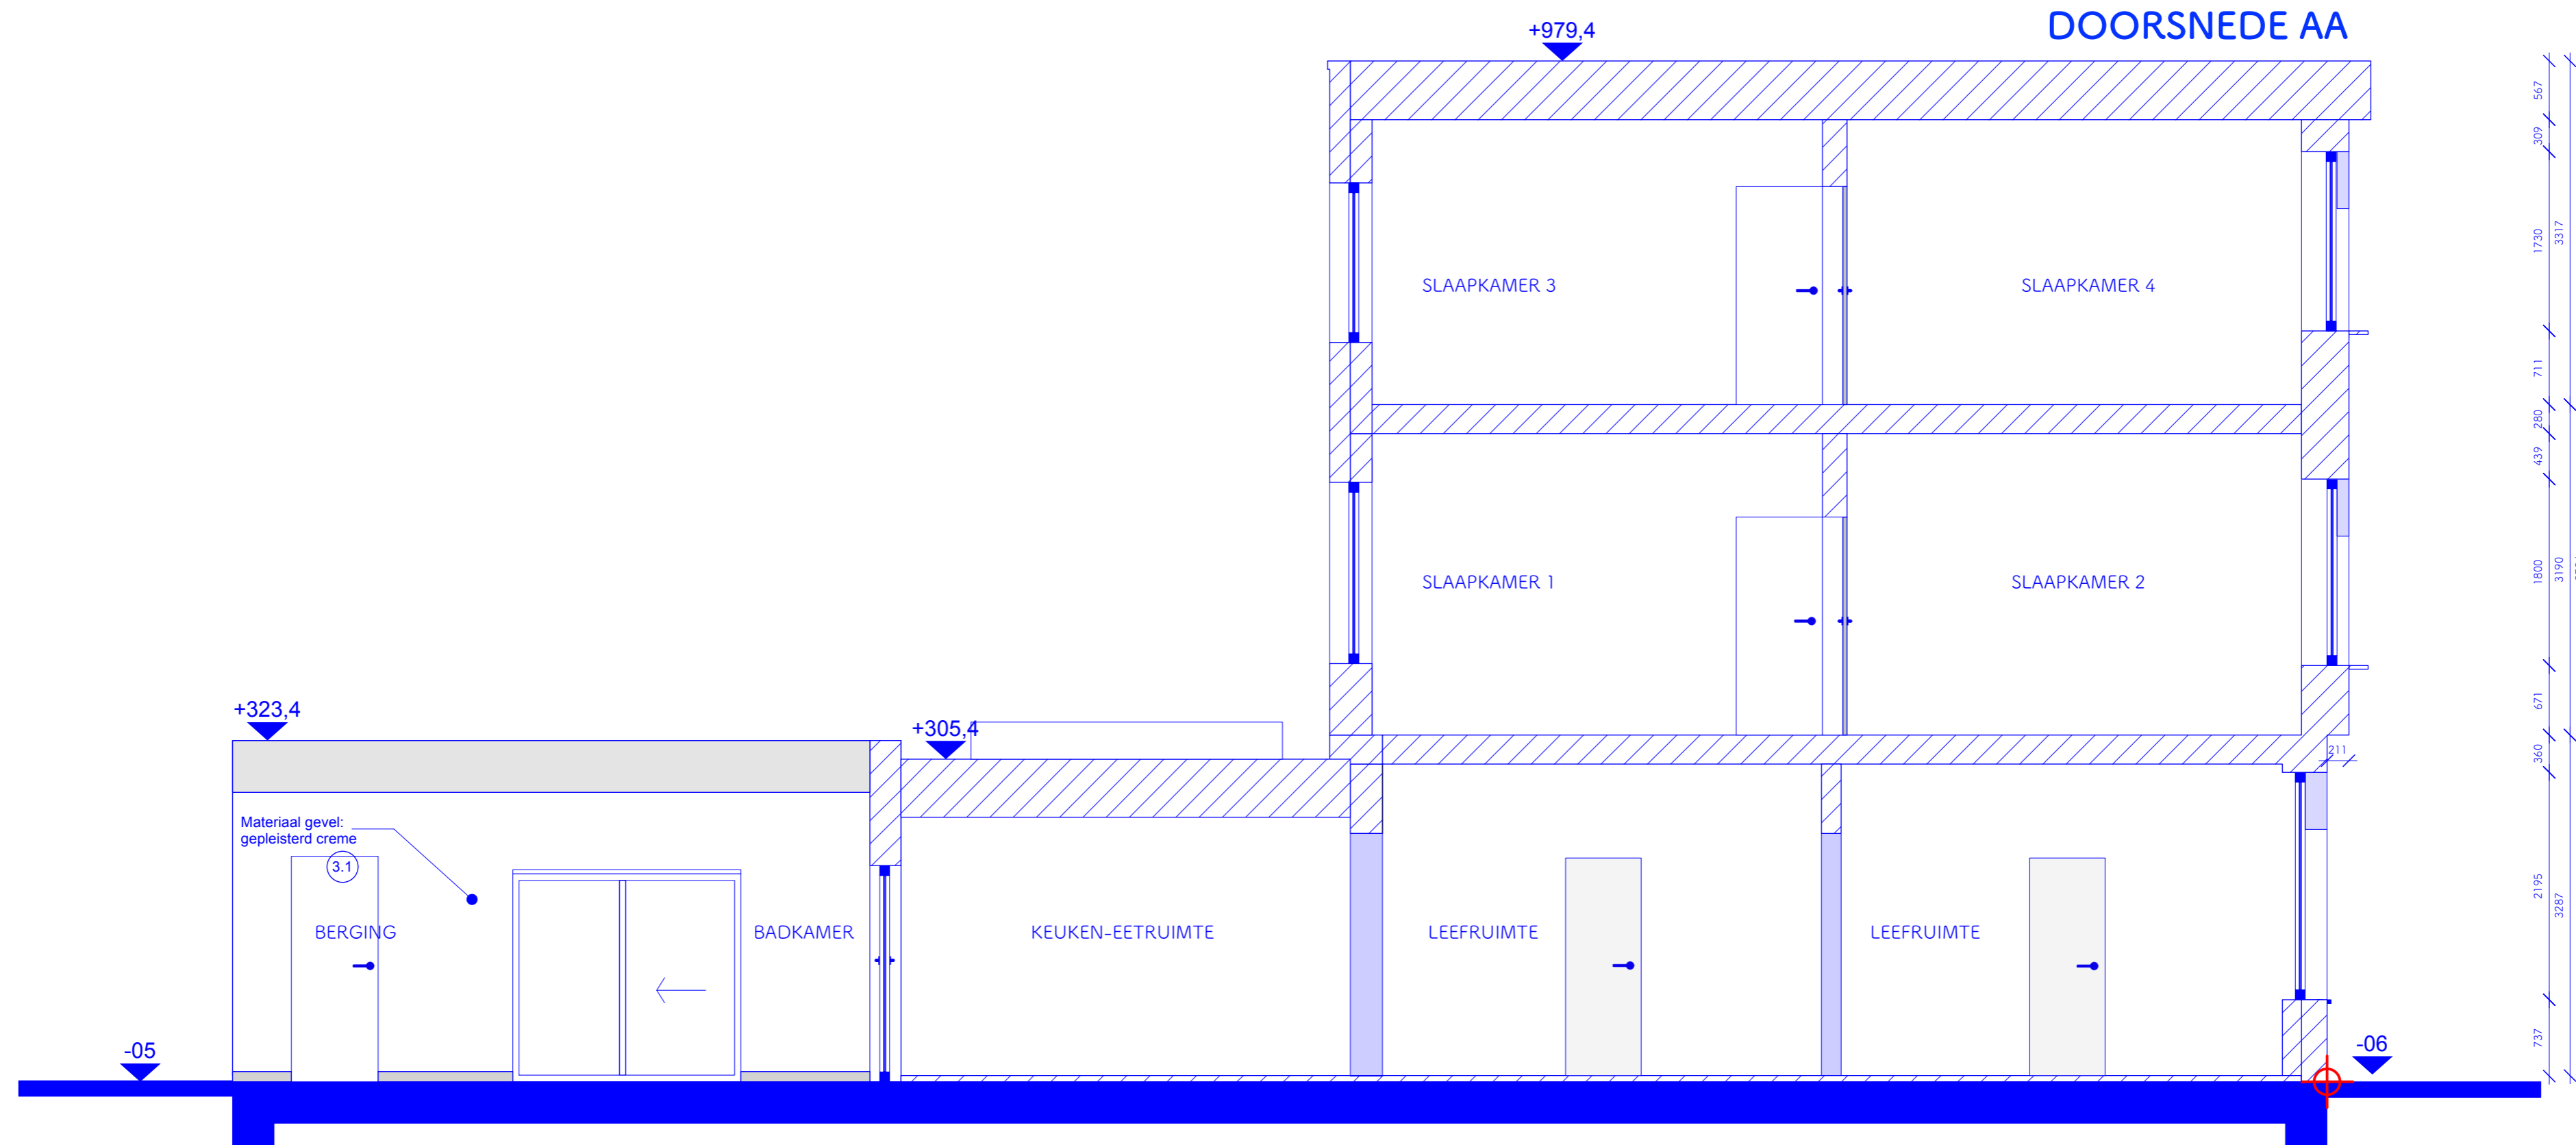 DOORSNEDE AA
+979,4
567
309
1730
3317
SLAAPKAMER 3
SLAAPKAMER 4
711
280
439
SLAAPKAMER 1
SLAAPKAMER 2
1800
3190
671
+323,4
+305,4
360
211
Materiaal gevel:
gepleisterd creme
3.1
2195
3287
BERGING
BADKAMER
KEUKEN-EETRUIMTE
LEEFRUIMTE
LEEFRUIMTE
737
-05
-06